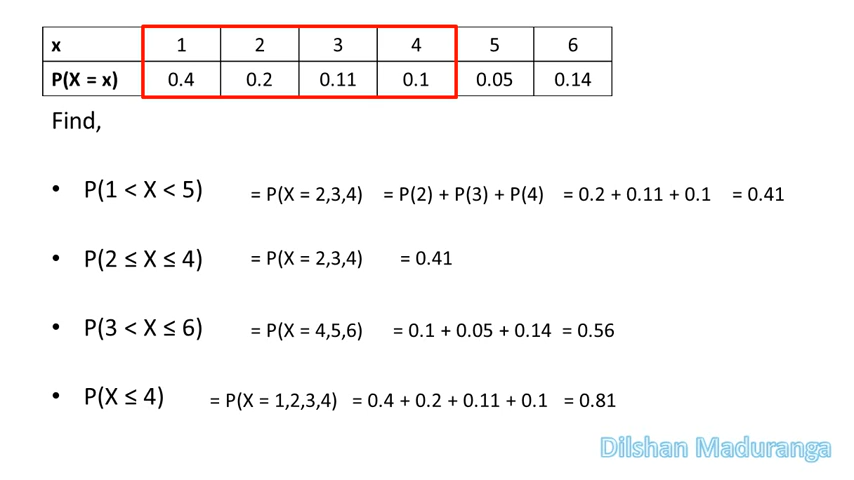 x 1 2 3 4 5 6
P(X = x) 0.4 0.2 0.11 0.1 0.05 0.14
Find,
• P(1 < X < 5) = P(X = 2,3,4) = P(2) + P(3) + P(4) = 0.2 + 0.11 + 0.1 = 0.41
• P(2 ≤ X ≤ 4) = P(X = 2,3,4) = 0.41
• P(3 < X ≤ 6) = P(X = 4,5,6) = 0.1 + 0.05 + 0.14 = 0.56
• P(X ≤ 4) = P(X = 1,2,3,4) = 0.4 + 0.2 + 0.11 + 0.1 = 0.81
Dilshan Maduranga